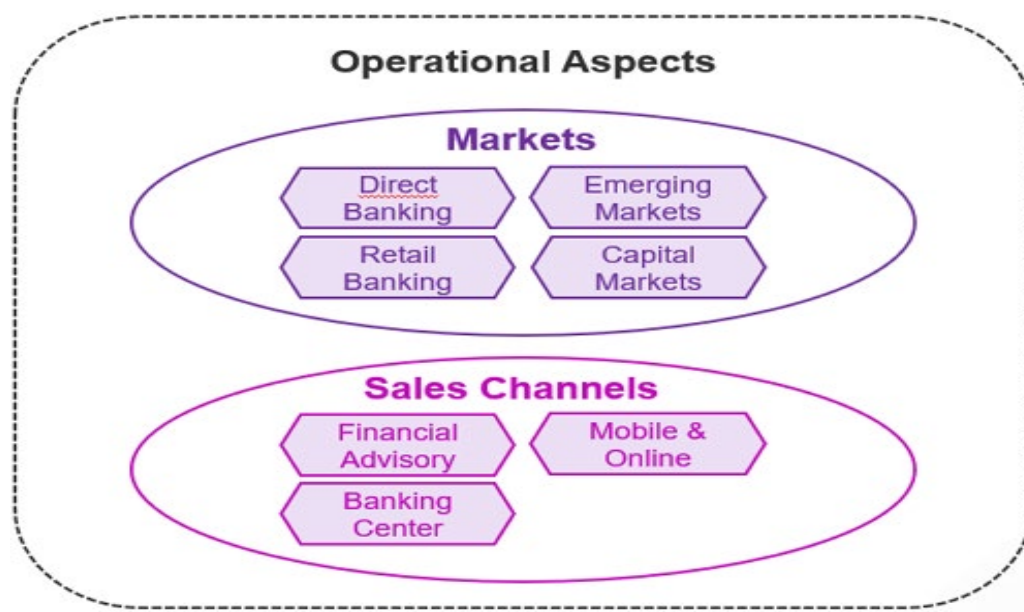 Operational Aspects
Markets
Direct
Banking
Emerging
Markets
Retail
Banking
Capital
Markets
Sales Channels
Financial
Advisory
Mobile &
Online
Banking
Center